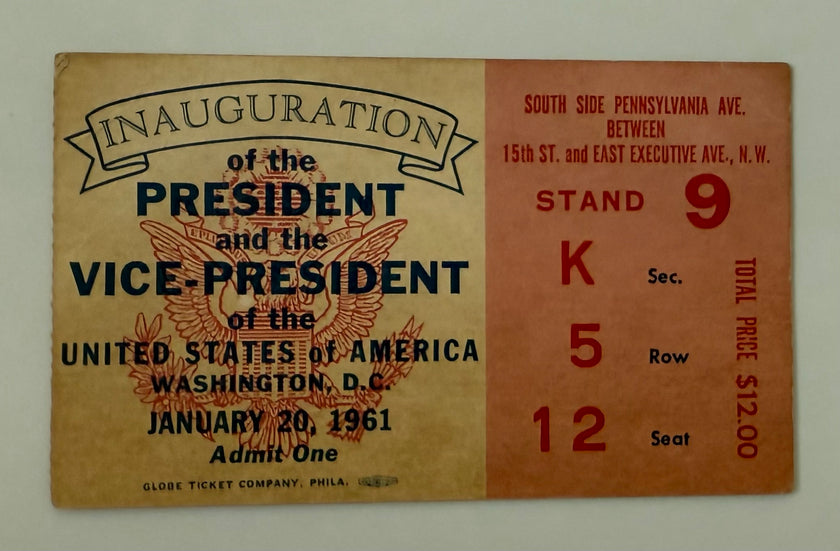 INAUGURATION
of the
PRESIDENT
and the
VICE-PRESIDENT
of the
UNITED STATES of AMERICA
WASHINGTON, D.C.
JANUARY 20, 1961
Admit One
GLOBE TICKET COMPANY, PHILA.
SOUTH SIDE PENNSYLVANIA AVE.
BETWEEN
15th ST. and EAST EXECUTIVE AVE., N.W.
STAND 9
K Sec.
5 Row
12 Seat
TOTAL PRICE $12.00